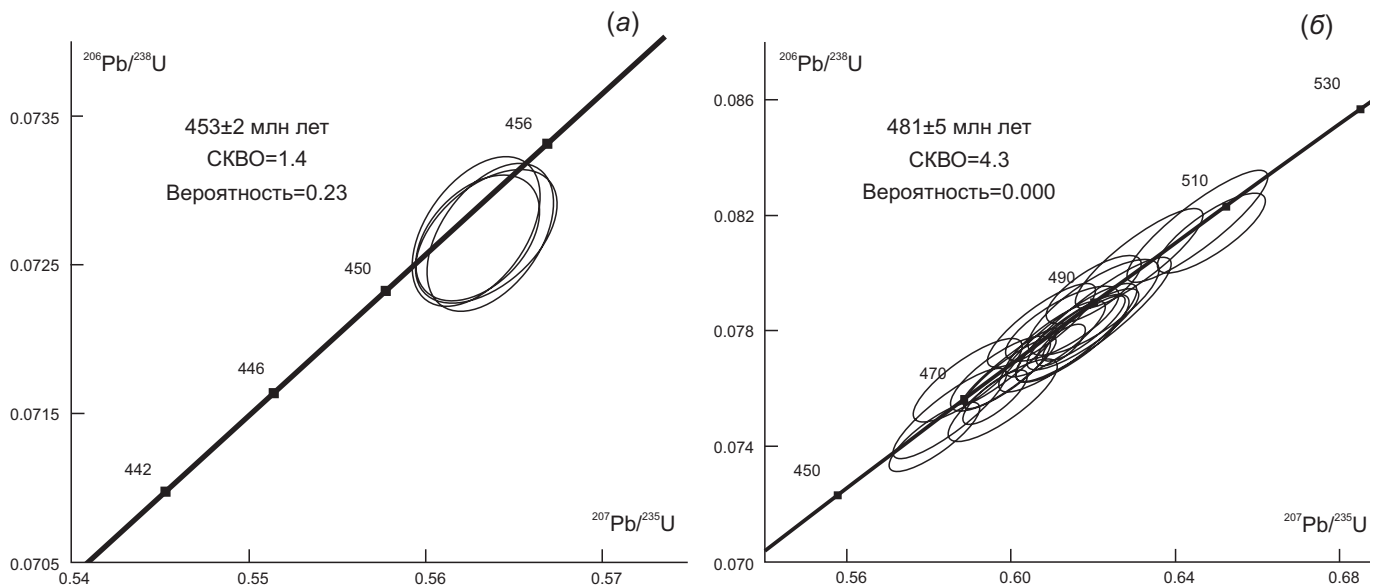 (а)
²⁰⁶Pb/²³⁸U
453±2 млн лет
СКВО=1.4
Вероятность=0.23
456
450
446
442
0.0735
0.0725
0.0715
0.0705
²⁰⁷Pb/²³⁵U
0.54
0.55
0.56
0.57
(б)
²⁰⁶Pb/²³⁸U
530
481±5 млн лет
СКВО=4.3
Вероятность=0.000
510
490
470
450
0.086
0.082
0.078
0.074
0.070
²⁰⁷Pb/²³⁵U
0.56
0.60
0.64
0.68